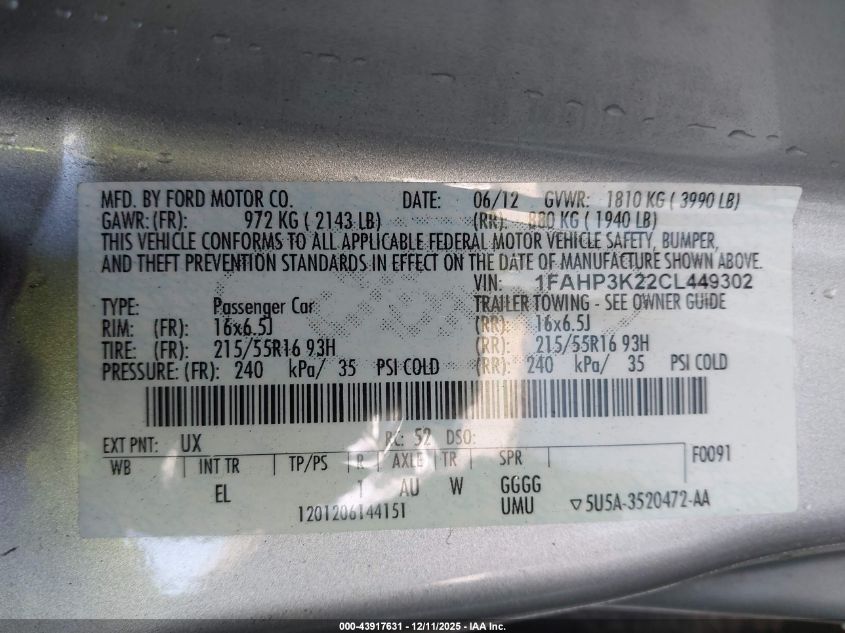 MFD. BY FORD MOTOR CO. DATE: 06/12 GVWR: 1810 KG ( 3990 LB)
GAWR: (FR): 972 KG ( 2143 LB) (RR): 880 KG ( 1940 LB)
THIS VEHICLE CONFORMS TO ALL APPLICABLE FEDERAL MOTOR VEHICLE SAFETY, BUMPER,
AND THEFT PREVENTION STANDARDS IN EFFECT ON THE DATE OF MANUFACTURE SHOWN ABOVE.
VIN: 1FAHP3K22CL449302
TYPE: Passenger Car TRAILER TOWING - SEE OWNER GUIDE
RIM: (FR): 16x6.5J (RR): 16x6.5J
TIRE: (FR): 215/55R16 93H (RR): 215/55R16 93H
PRESSURE: (FR): 240 kPa/ 35 PSI COLD (RR): 240 kPa/ 35 PSI COLD
EXT PNT: UX RC: 52 DSO: F0091
WB INT TR TP/PS R AXLE TR SPR
EL 1 AU W GGGG
1201206144151 UMU ▽5U5A-3520472-AA
000-43917631 - 12/11/2025 - IAA Inc.